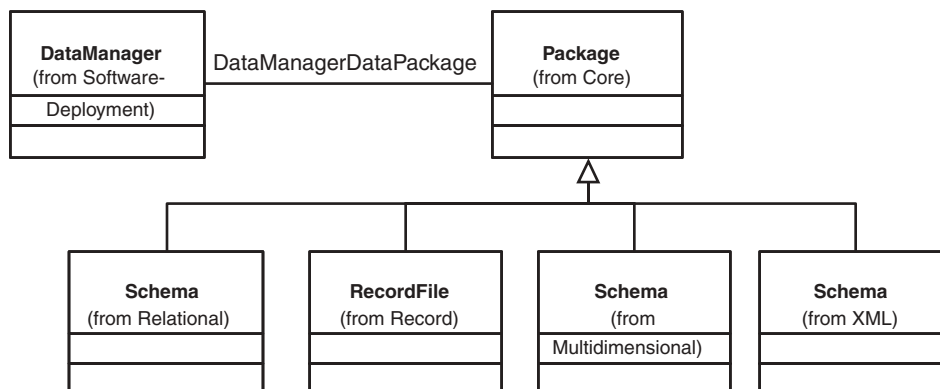 DataManager
(from Software-
Deployment)
DataManagerDataPackage
Package
(from Core)
Schema
(from Relational)
RecordFile
(from Record)
Schema
(from
Multidimensional)
Schema
(from XML)